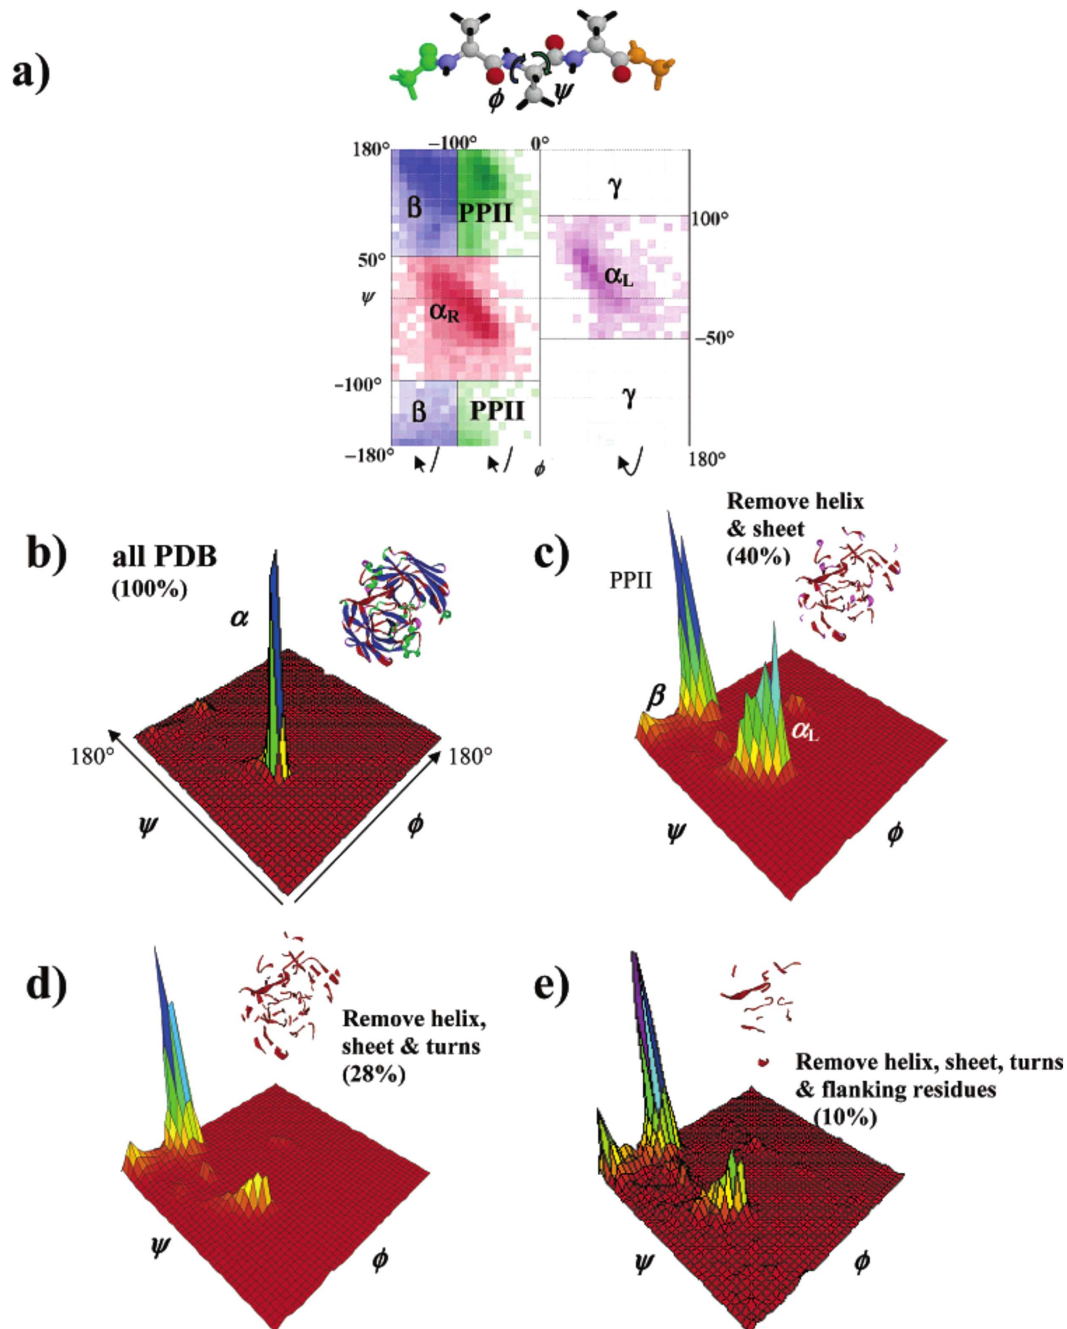 a)
ϕ ψ
180° −100° 0°
γ
β PPII
100°
50°
ψ
α_R
α_L
−50°
−100°
β PPII
γ
−180°
ϕ
180°
b)
all PDB
(100%)
α
180°
180°
ψ
ϕ
c)
Remove helix
& sheet
(40%)
PPII
β
α_L
ψ
ϕ
d)
Remove helix,
sheet & turns
(28%)
ψ
ϕ
e)
Remove helix, sheet, turns
& flanking residues
(10%)
ψ
ϕ